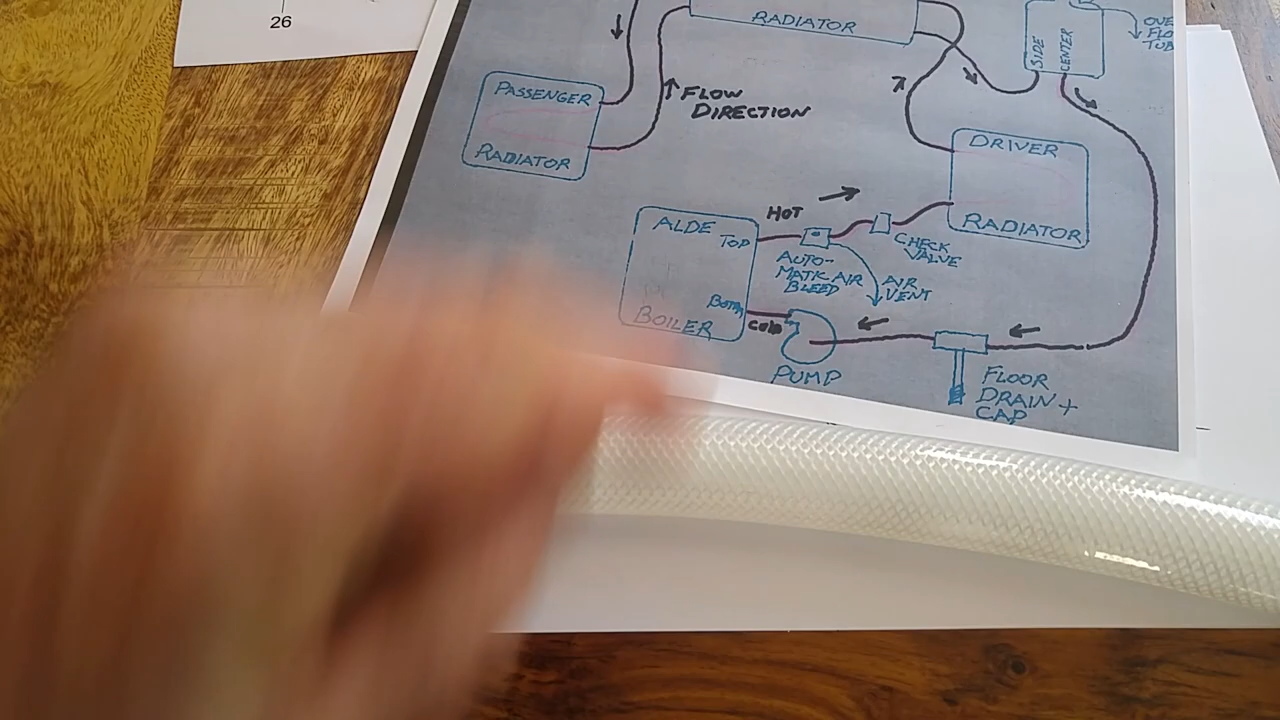 26
RADIATOR
SIDE
CENTER
PASSENGER
RADIATOR
FLOW
DIRECTION
DRIVER
RADIATOR
HOT
ALDE
TOP
BOILER
AUTO-
MATIC AIR
BLEED
CHECK
VALVE
AIR
VENT
COLD
PUMP
FLOOR
DRAIN +
CAP